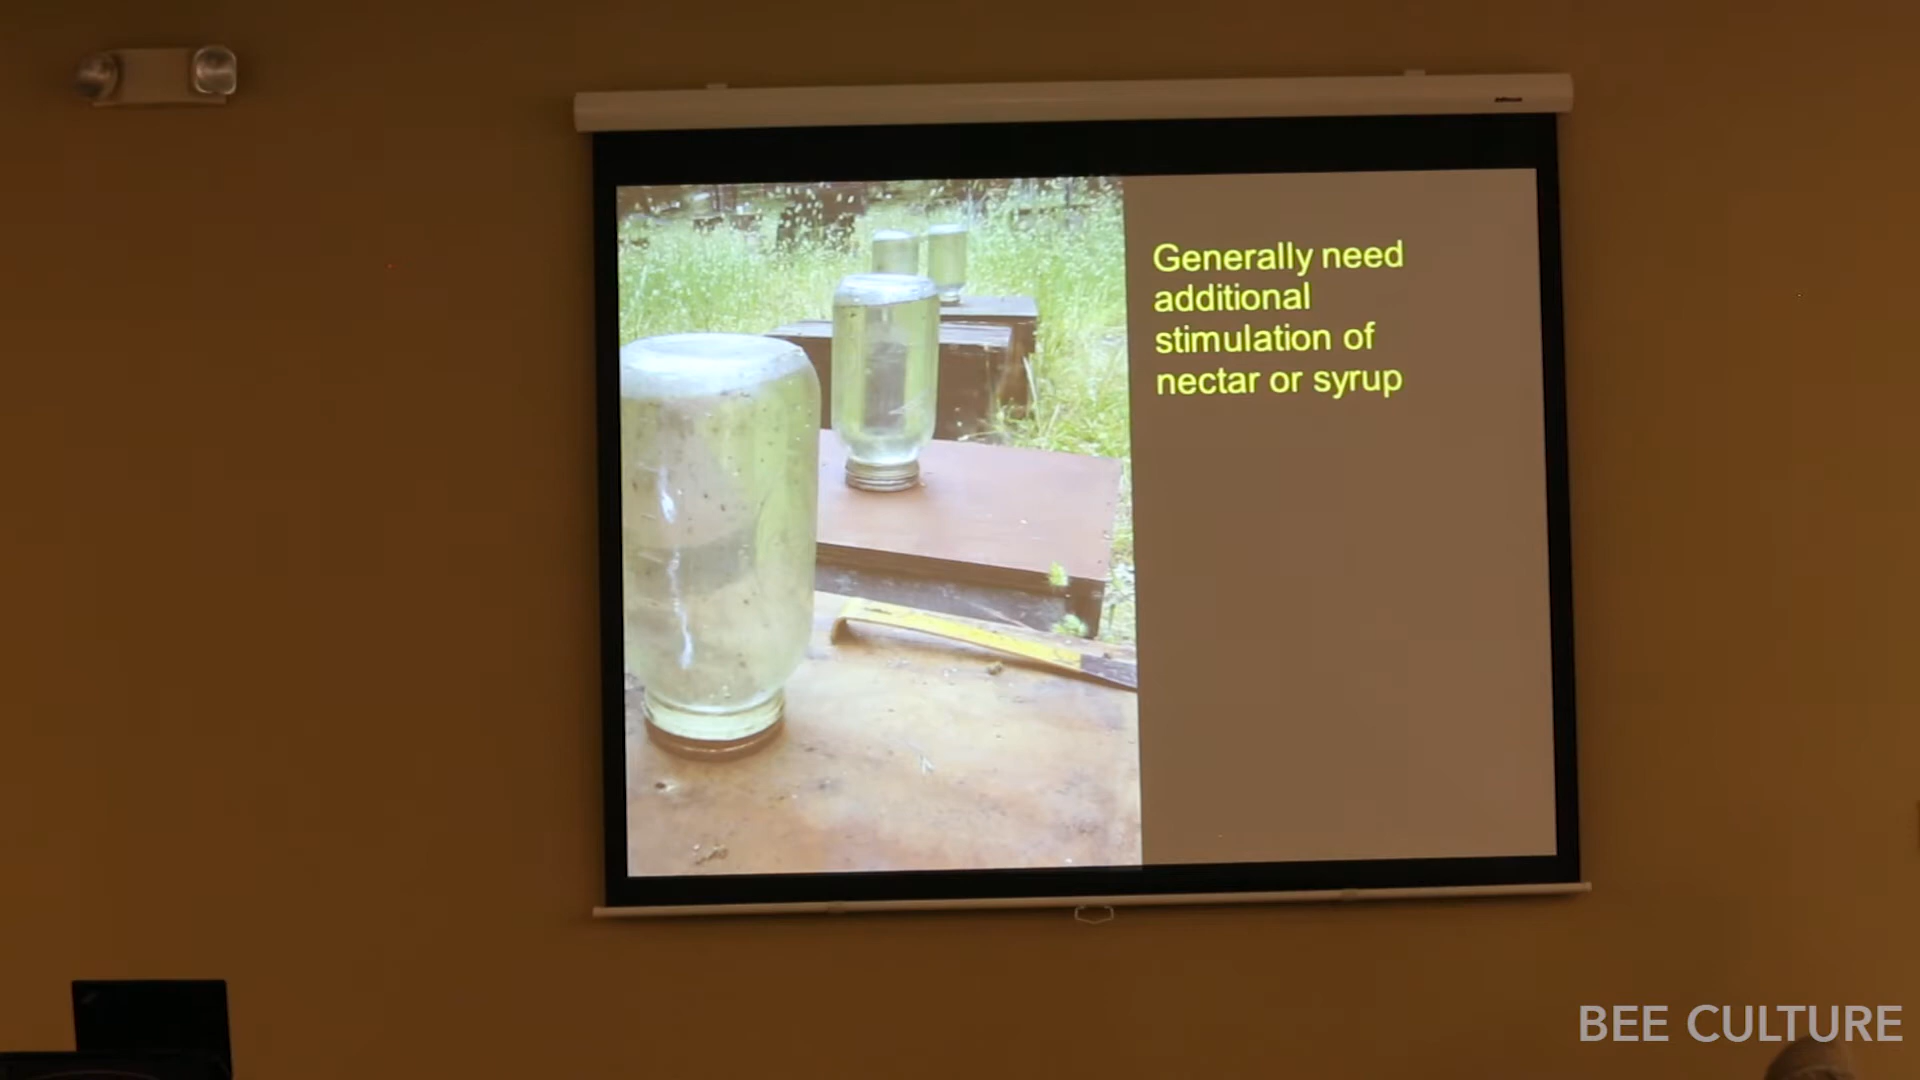 Generally need
additional
stimulation of
nectar or syrup
BEE CULTURE